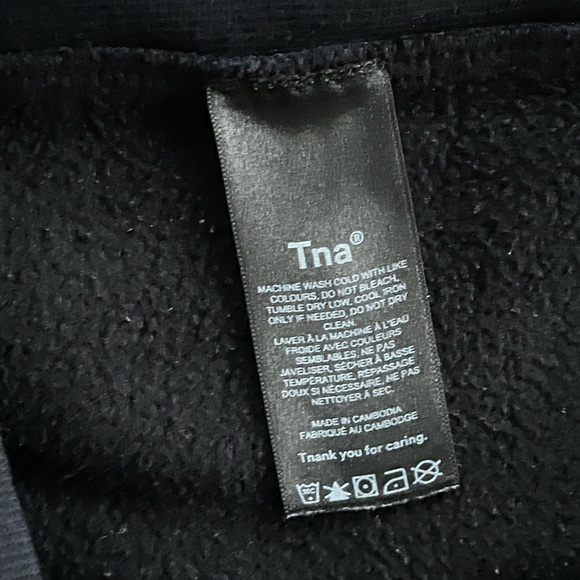 Tna®
MACHINE WASH COLD WITH LIKE
COLOURS, DO NOT BLEACH,
TUMBLE DRY LOW, COOL IRON
ONLY IF NEEDED, DO NOT DRY
CLEAN.
LAVER À LA MACHINE À L'EAU
FROIDE AVEC COULEURS
SEMBLABLES, NE PAS
JAVELISER, SÉCHER À BASSE
TEMPÉRATURE, REPASSAGE
DOUX SI NÉCESSAIRE, NE PAS
NETTOYER À SEC.
MADE IN CAMBODIA
FABRIQUÉ AU CAMBODGE
Tnank you for caring.
30C